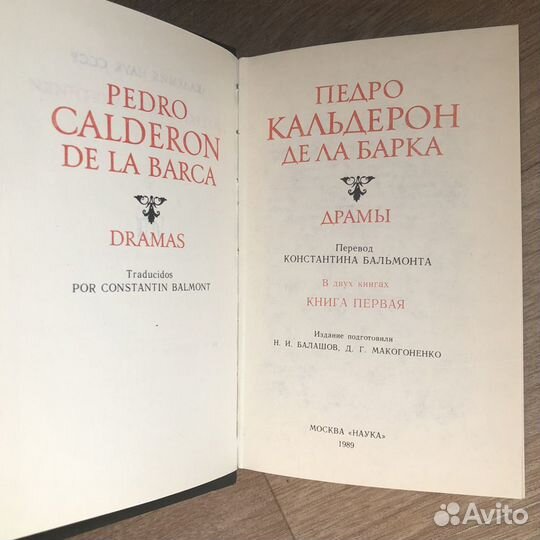 PEDRO
CALDERON
DE LA BARCA
DRAMAS
Traducidos
POR CONSTANTIN BALMONT
ПЕДРО
КАЛЬДЕРОН
ДЕ ЛА БАРКА
ДРАМЫ
Перевод
КОНСТАНТИНА БАЛЬМОНТА
В двух книгах
КНИГА ПЕРВАЯ
Издание подготовили
Н. И. БАЛАШОВ, Д. Г. МАКОГОНЕНКО
МОСКВА «НАУКА»
1989
Avito